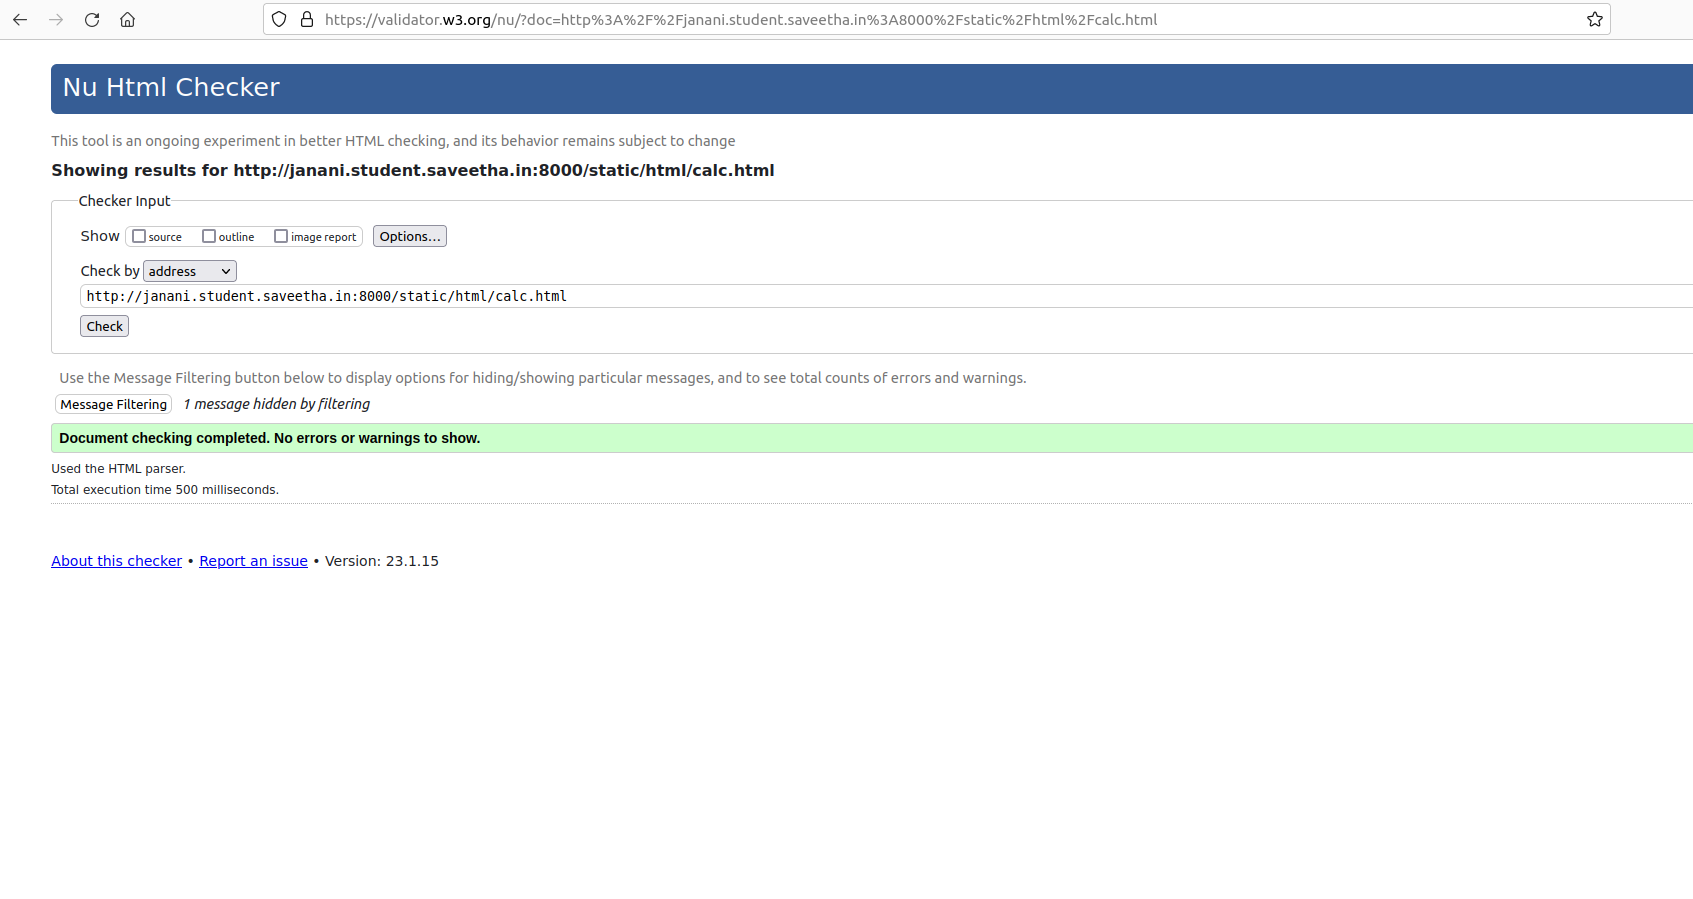 https://validator.w3.org/nu/?doc=http%3A%2F%2Fjanani.student.saveetha.in%3A8000%2Fstatic%2Fhtml%2Fcalc.html
Nu Html Checker
This tool is an ongoing experiment in better HTML checking, and its behavior remains subject to change
Showing results for http://janani.student.saveetha.in:8000/static/html/calc.html
Checker Input
Show source outline image report Options...
Check by address
http://janani.student.saveetha.in:8000/static/html/calc.html
Check
Use the Message Filtering button below to display options for hiding/showing particular messages, and to see total counts of errors and warnings.
Message Filtering 1 message hidden by filtering
Document checking completed. No errors or warnings to show.
Used the HTML parser.
Total execution time 500 milliseconds.
About this checker • Report an issue • Version: 23.1.15